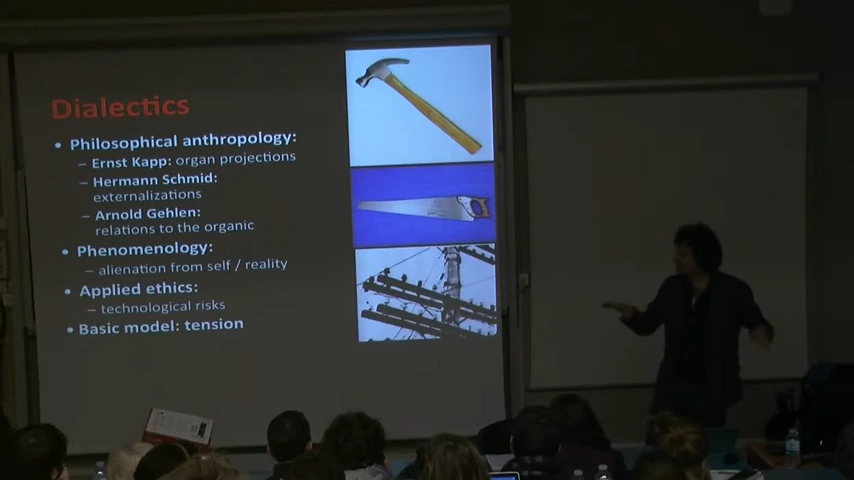 Dialectics
• Philosophical anthropology:
– Ernst Kapp: organ projections
– Hermann Schmid:
externalizations
– Arnold Gehlen:
relations to the organic
• Phenomenology:
– alienation from self / reality
• Applied ethics:
– technological risks
• Basic model: tension